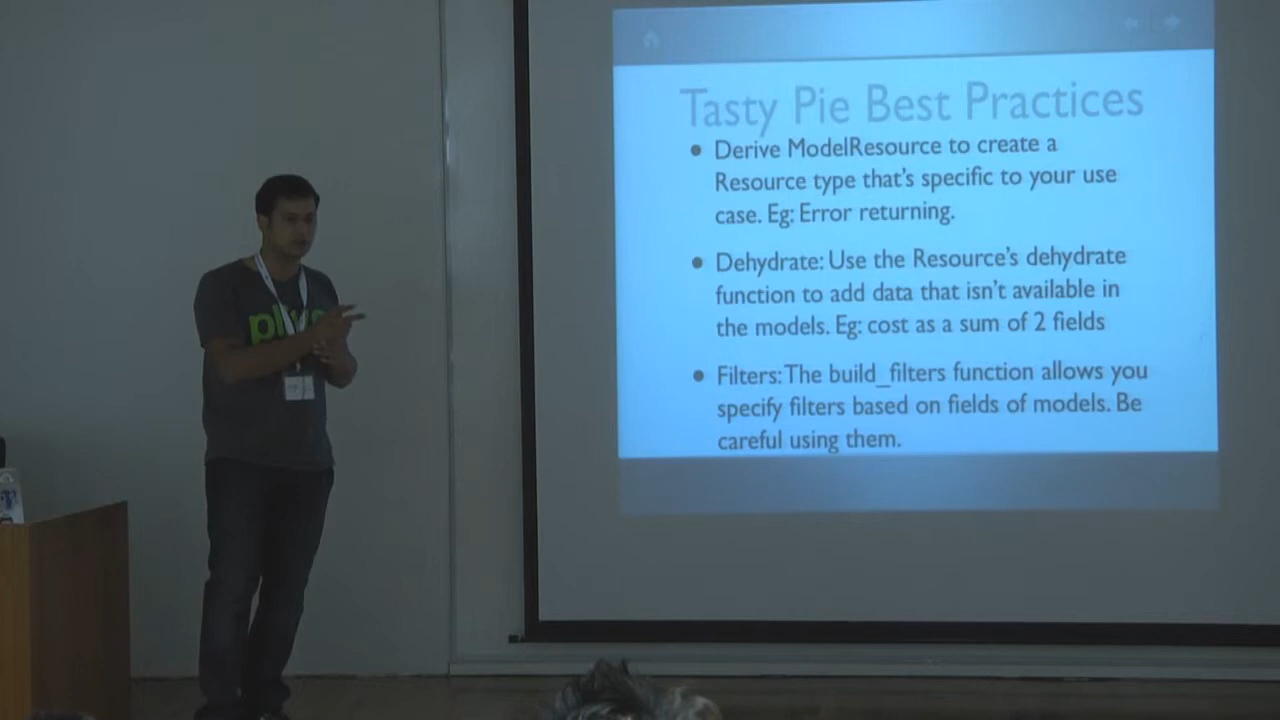 Tasty Pie Best Practices
• Derive ModelResource to create a
Resource type that's specific to your use
case. Eg: Error returning.
• Dehydrate: Use the Resource's dehydrate
function to add data that isn't available in
the models. Eg: cost as a sum of 2 fields
• Filters: The build_filters function allows you
specify filters based on fields of models. Be
careful using them.